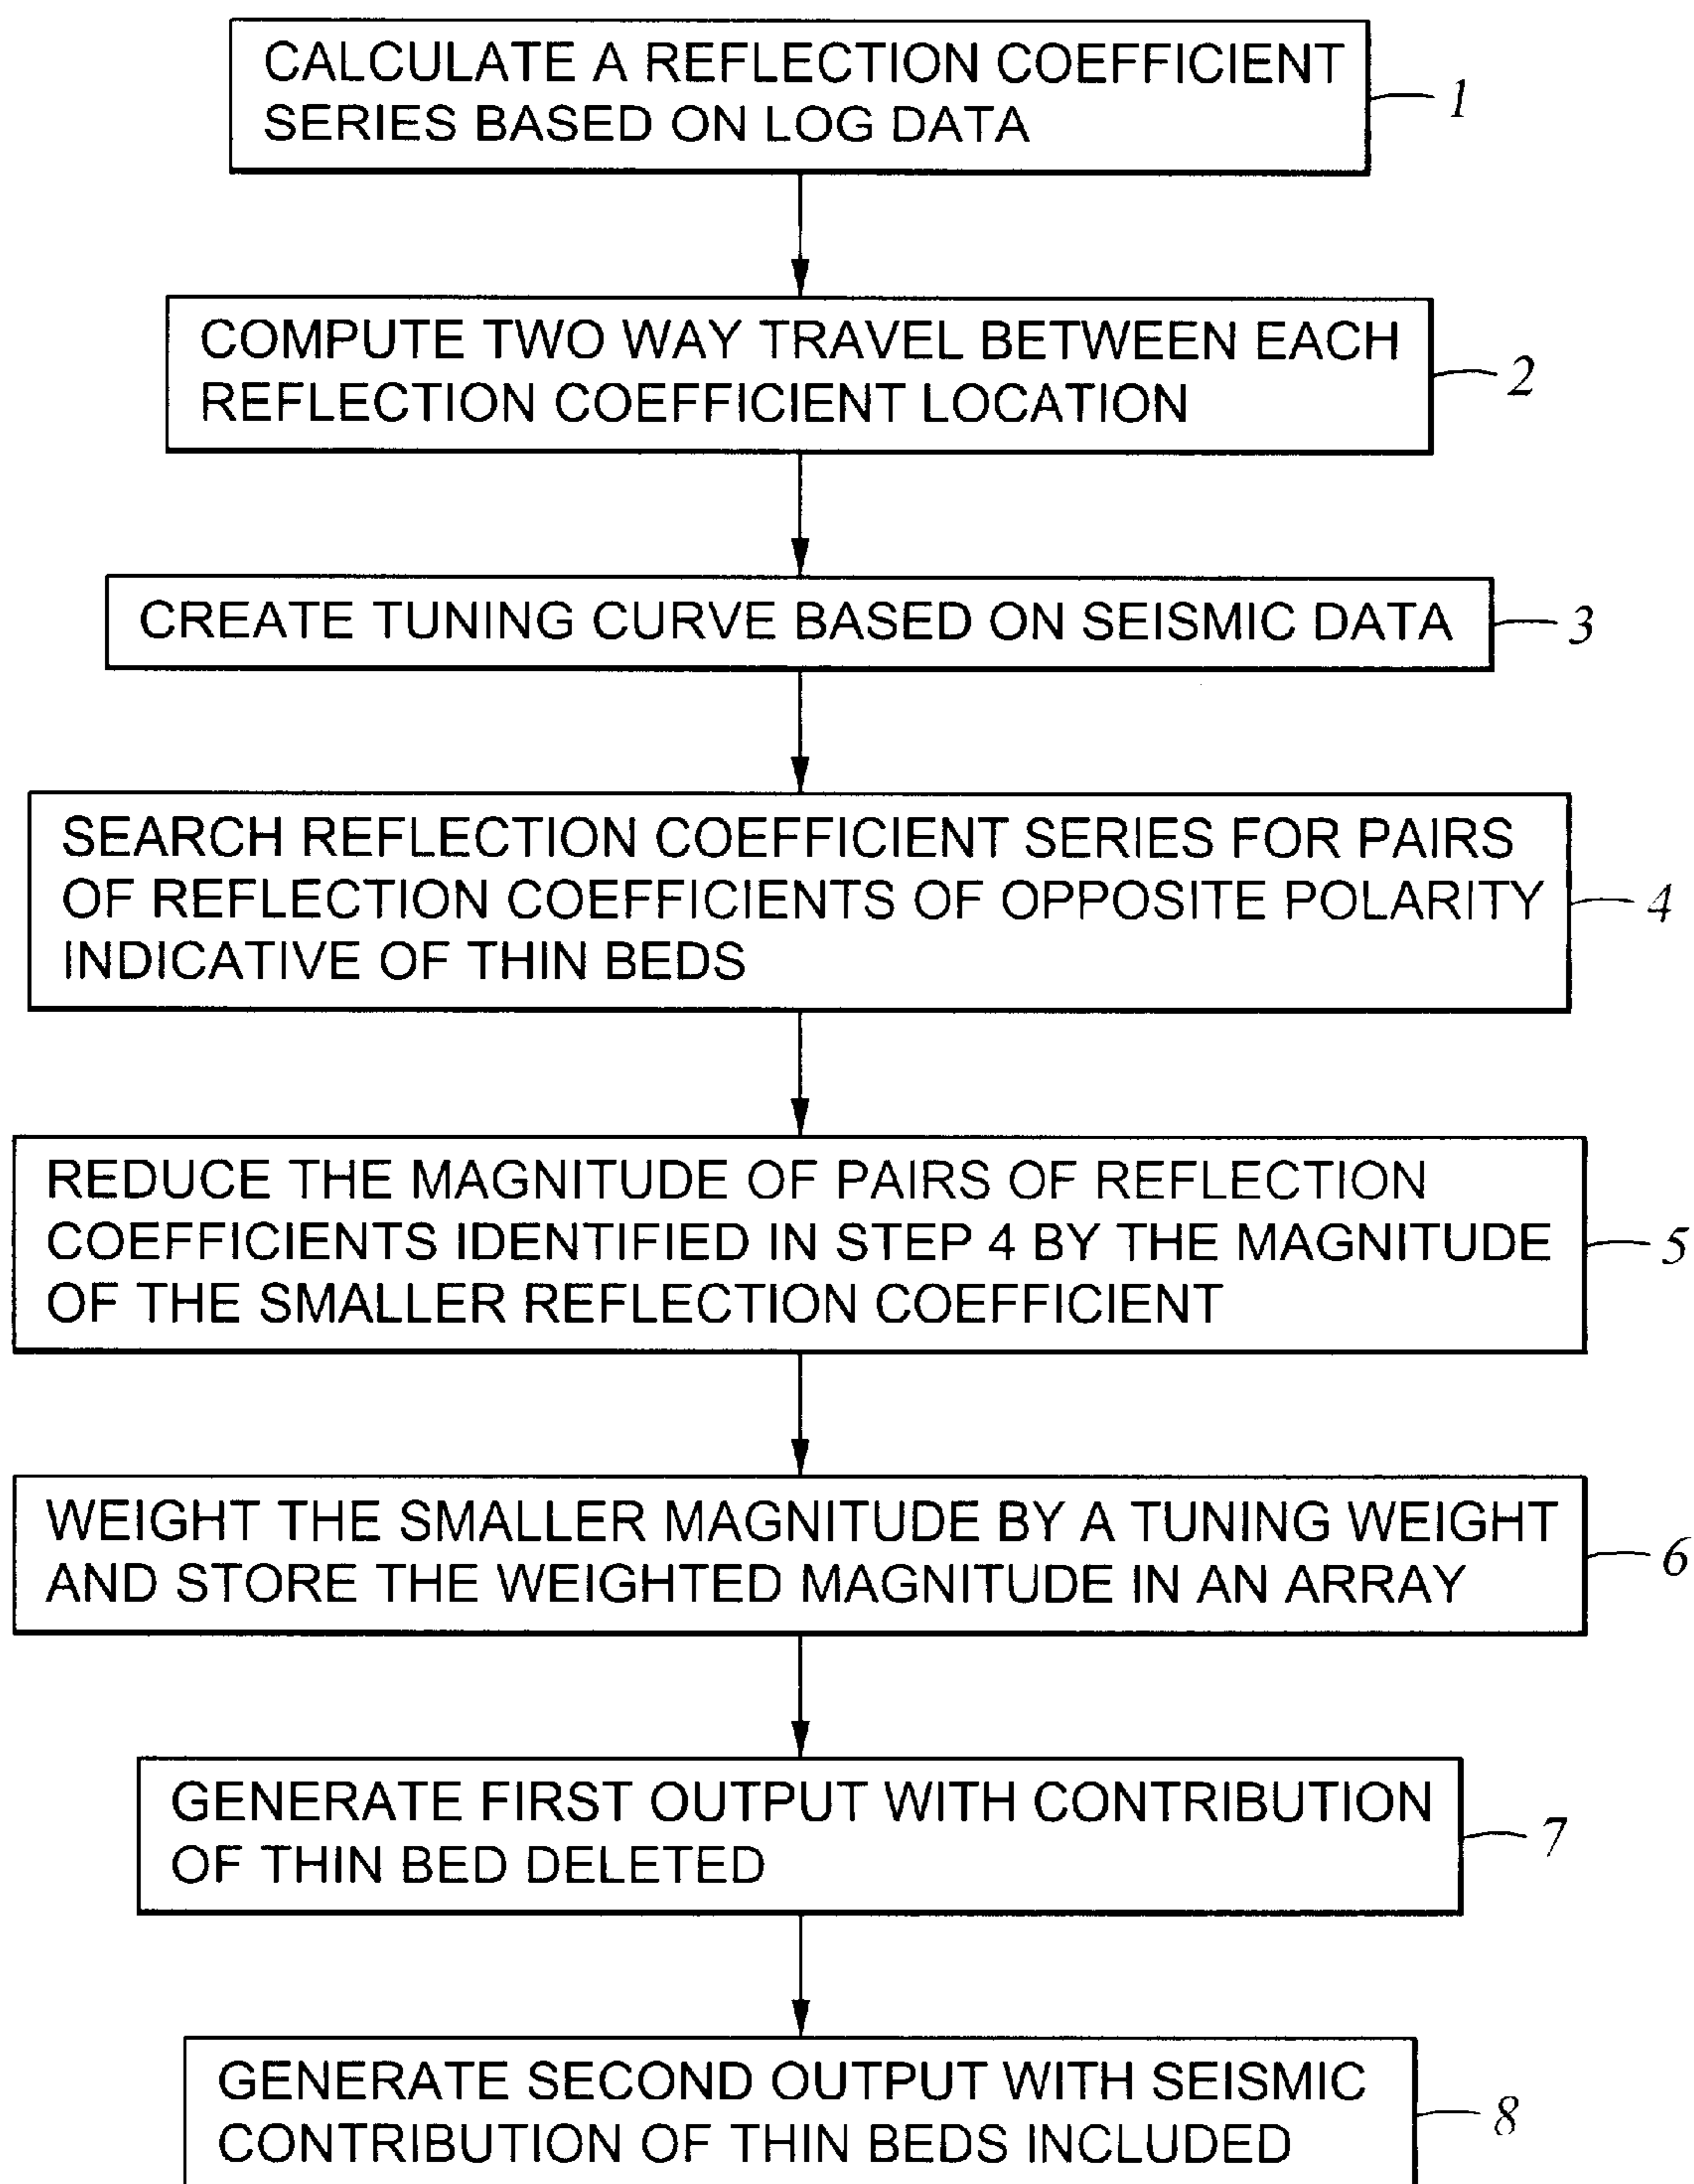 CALCULATE A REFLECTION COEFFICIENT
SERIES BASED ON LOG DATA
1
COMPUTE TWO WAY TRAVEL BETWEEN EACH
REFLECTION COEFFICIENT LOCATION
2
CREATE TUNING CURVE BASED ON SEISMIC DATA
3
SEARCH REFLECTION COEFFICIENT SERIES FOR PAIRS
OF REFLECTION COEFFICIENTS OF OPPOSITE POLARITY
INDICATIVE OF THIN BEDS
4
REDUCE THE MAGNITUDE OF PAIRS OF REFLECTION
COEFFICIENTS IDENTIFIED IN STEP 4 BY THE MAGNITUDE
OF THE SMALLER REFLECTION COEFFICIENT
5
WEIGHT THE SMALLER MAGNITUDE BY A TUNING WEIGHT
AND STORE THE WEIGHTED MAGNITUDE IN AN ARRAY
6
GENERATE FIRST OUTPUT WITH CONTRIBUTION
OF THIN BED DELETED
7
GENERATE SECOND OUTPUT WITH SEISMIC
CONTRIBUTION OF THIN BEDS INCLUDED
8